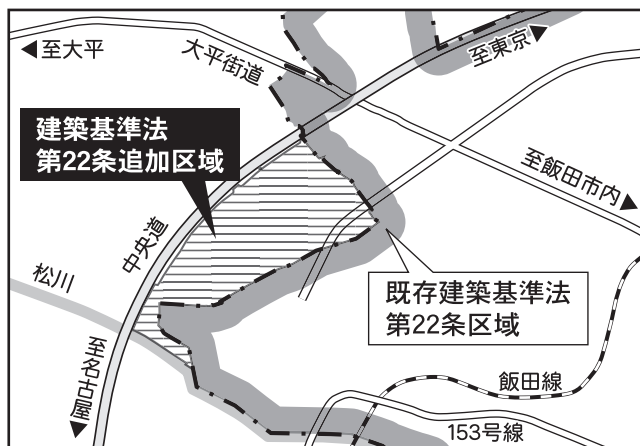 ◀至大平
大平街道
至東京▶
建築基準法
第22条追加区域
至飯田市内▶
中央道
松川
既存建築基準法
第22条区域
至名古屋▶
飯田線
153号線